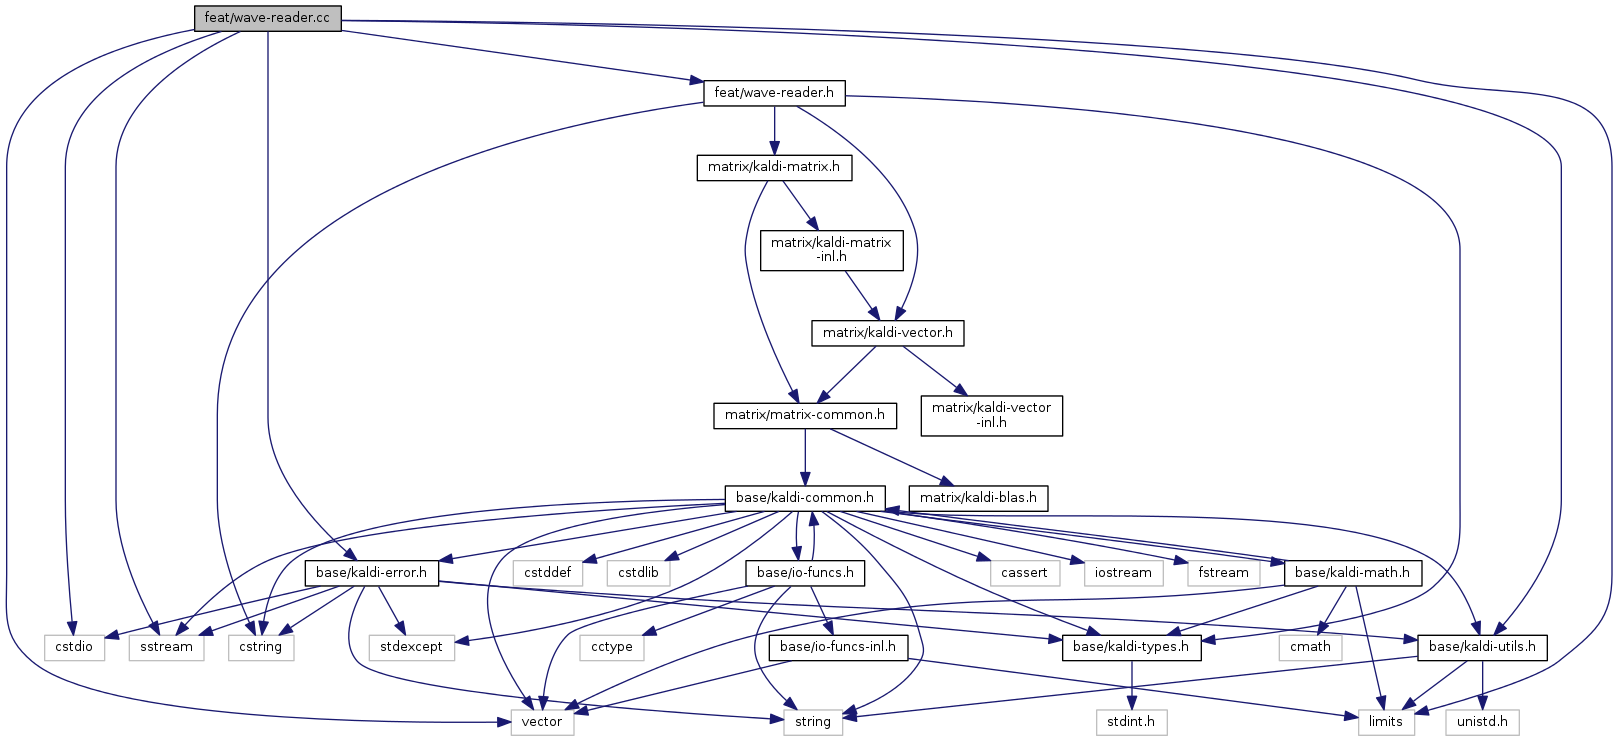 feat/wave-reader.cc
feat/wave-reader.h
matrix/kaldi-matrix.h
matrix/kaldi-matrix
-inl.h
matrix/kaldi-vector.h
matrix/matrix-common.h
matrix/kaldi-vector
-inl.h
base/kaldi-common.h
matrix/kaldi-blas.h
base/kaldi-error.h
cstddef
cstdlib
base/io-funcs.h
cassert
iostream
fstream
base/kaldi-math.h
cstdio
sstream
cstring
stdexcept
cctype
base/io-funcs-inl.h
base/kaldi-types.h
cmath
base/kaldi-utils.h
vector
string
stdint.h
limits
unistd.h